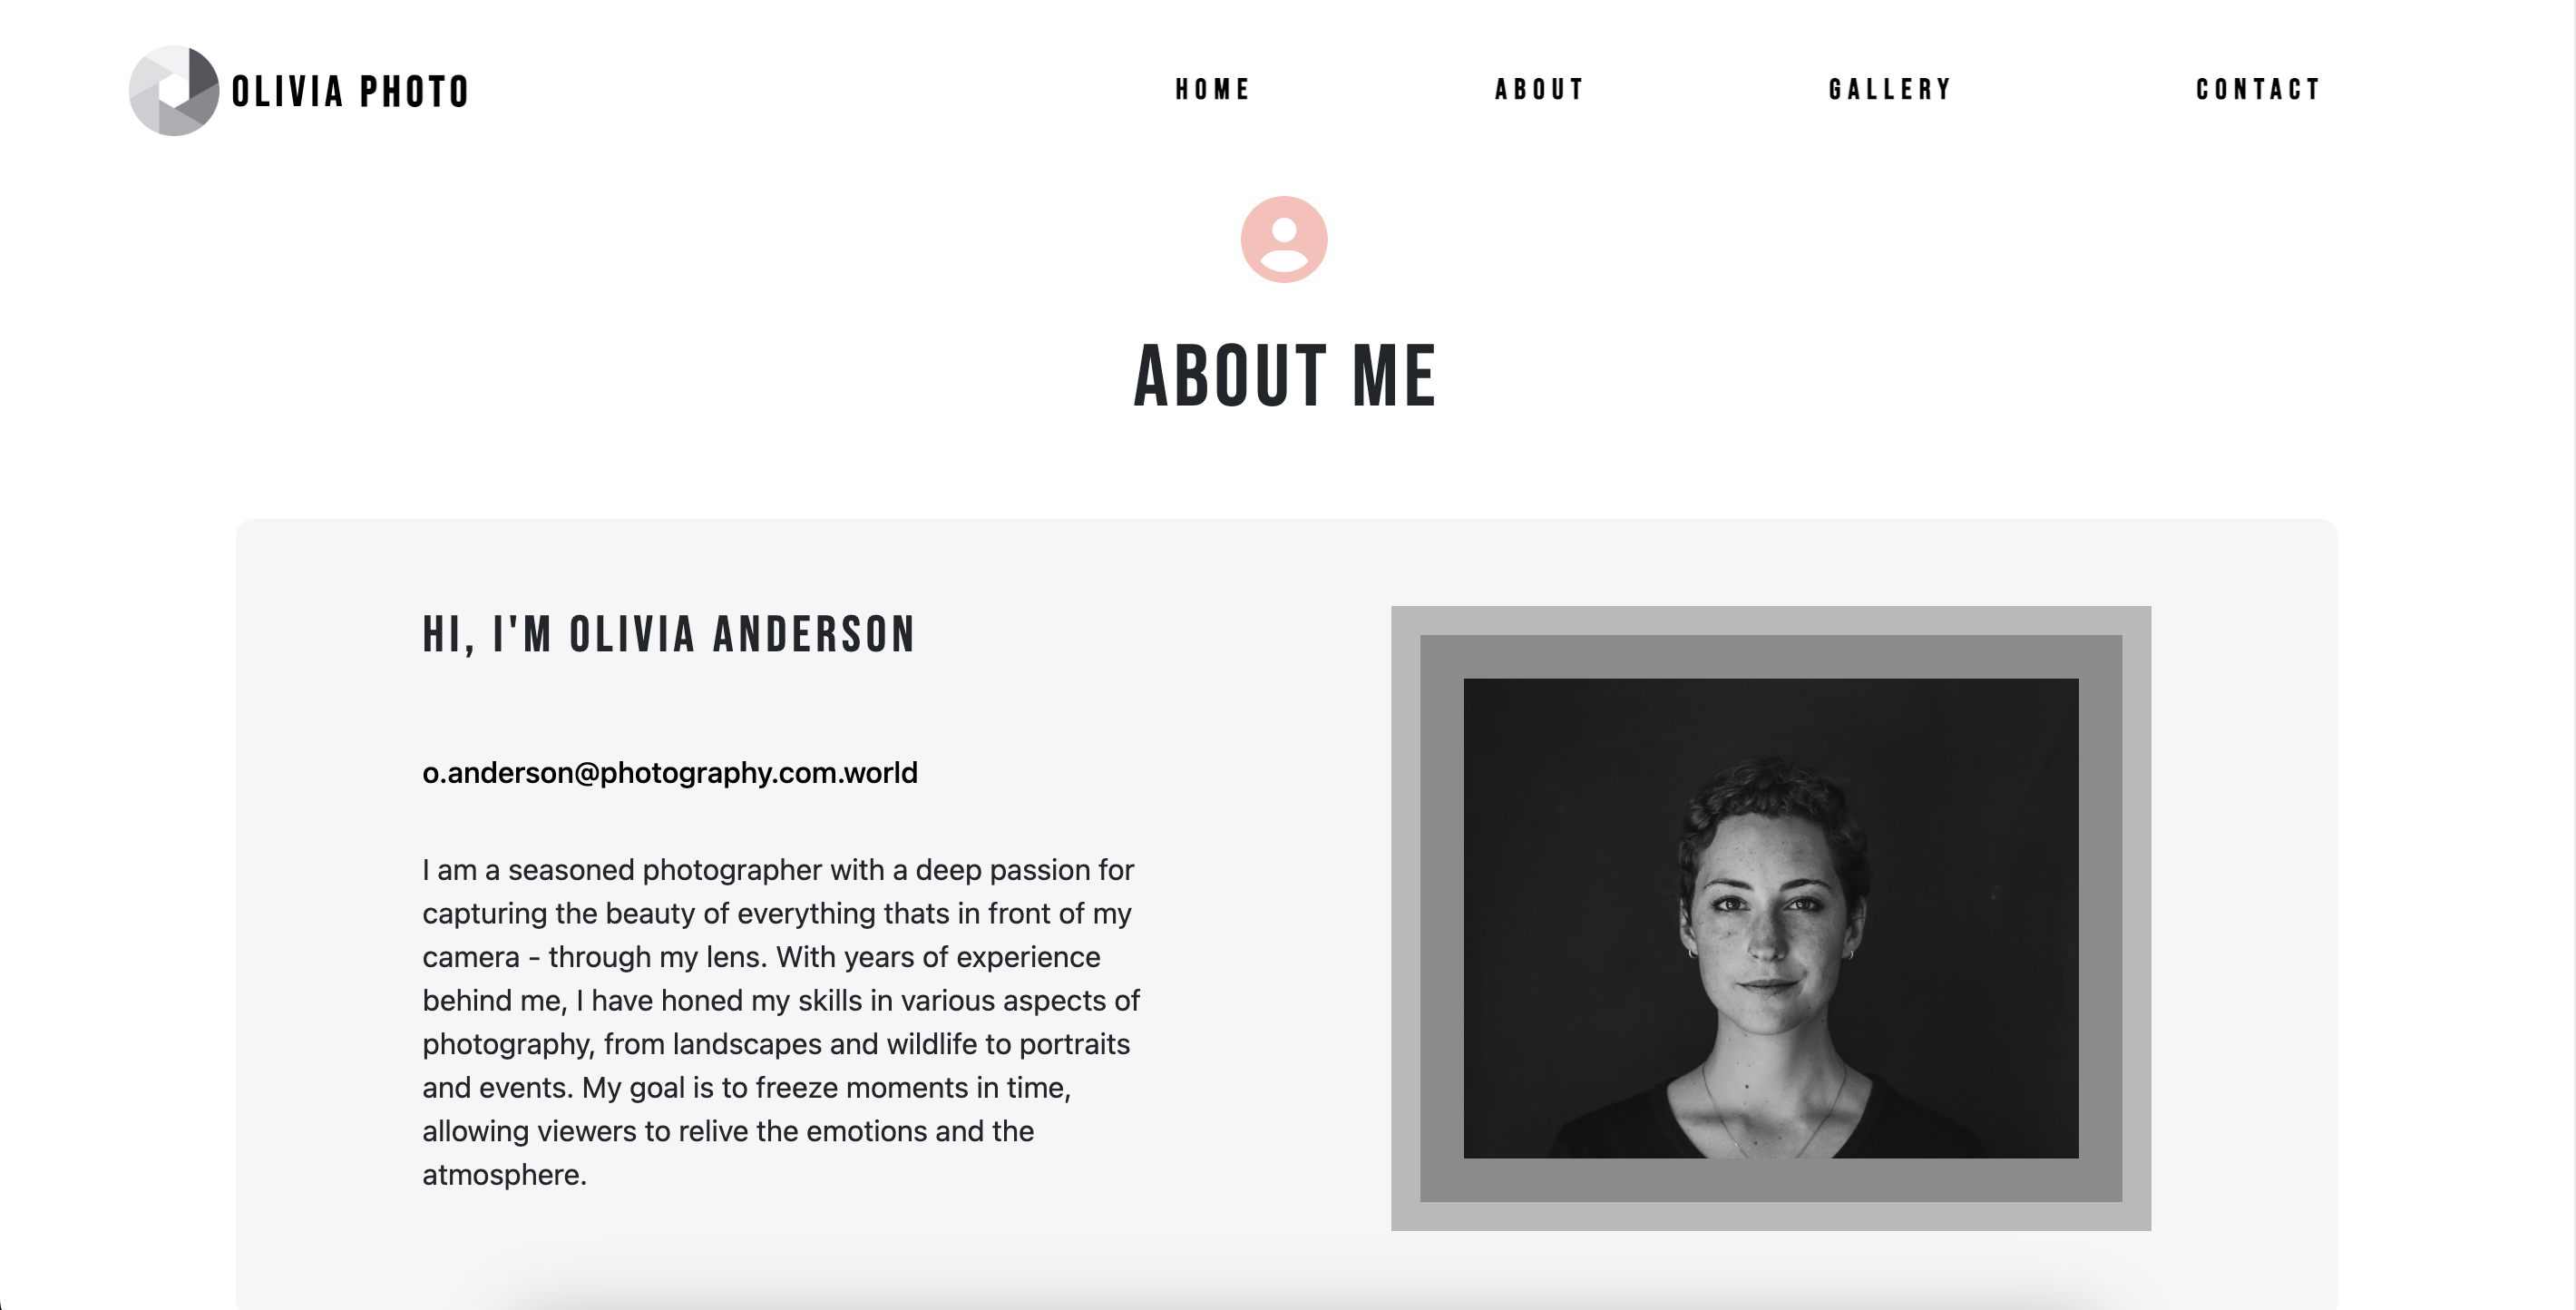 OLIVIA PHOTO
HOME
ABOUT
GALLERY
CONTACT
ABOUT ME
HI, I'M OLIVIA ANDERSON
o.anderson@photography.com.world
I am a seasoned photographer with a deep passion for
capturing the beauty of everything thats in front of my
camera - through my lens. With years of experience
behind me, I have honed my skills in various aspects of
photography, from landscapes and wildlife to portraits
and events. My goal is to freeze moments in time,
allowing viewers to relive the emotions and the
atmosphere.